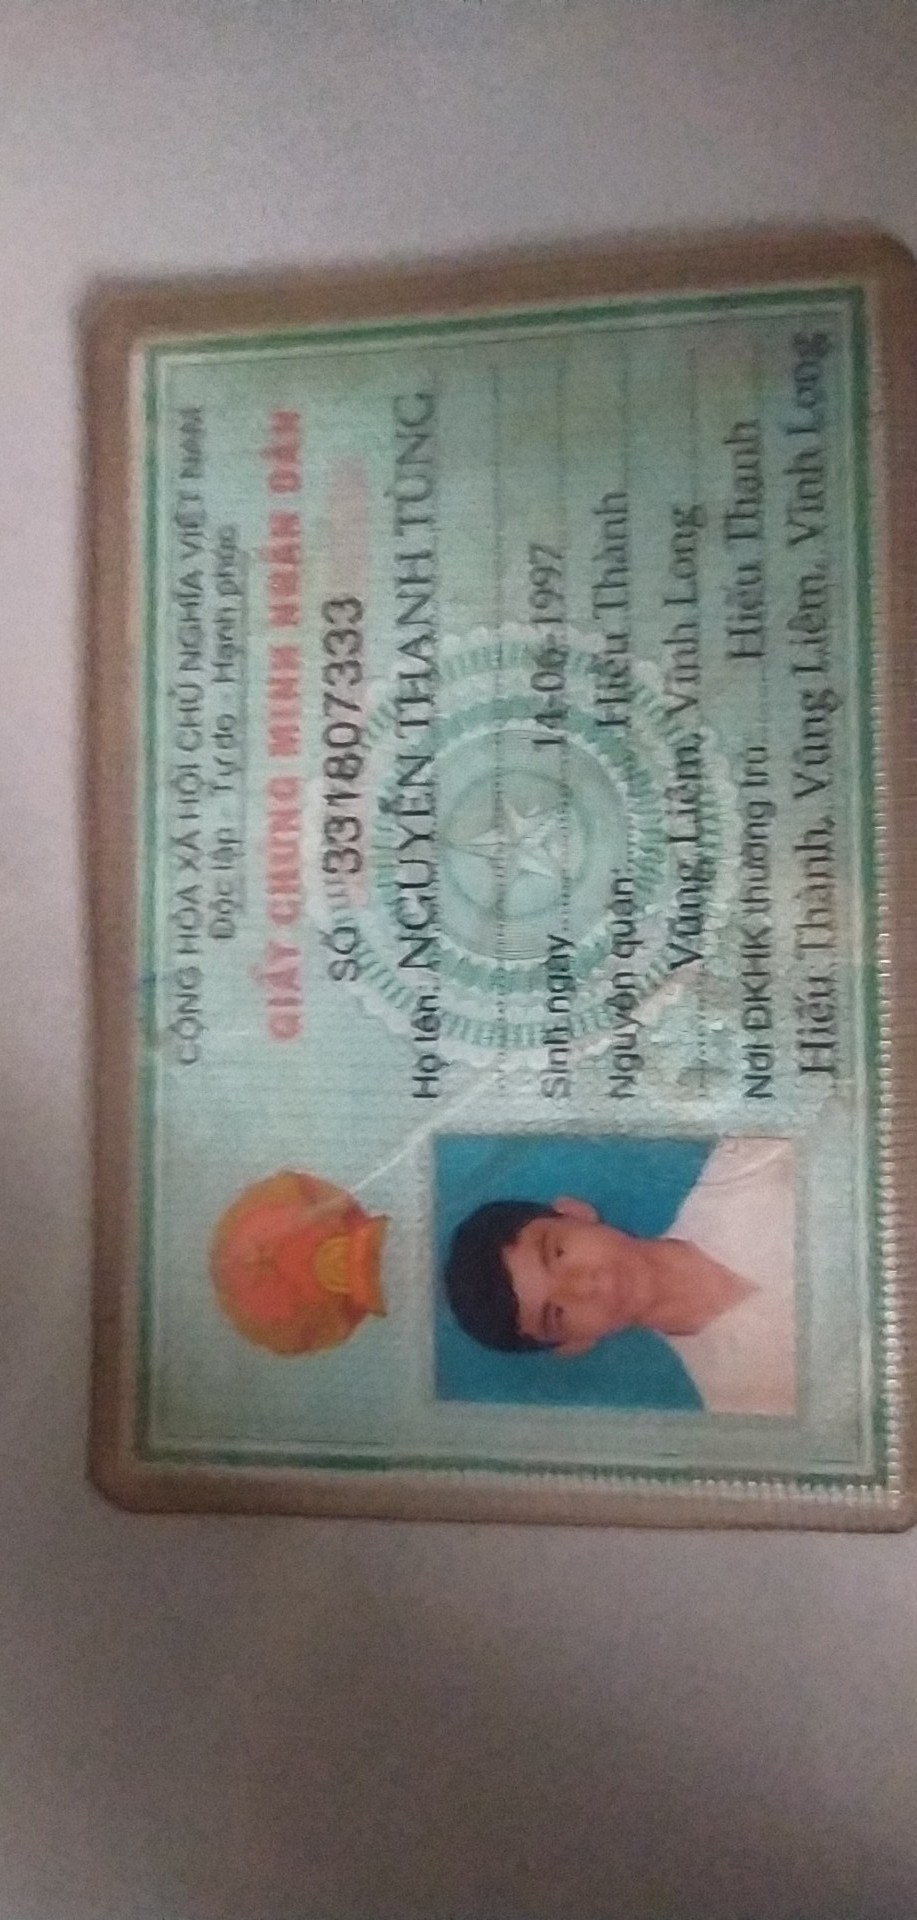 CỘNG HÒA XÃ HỘI CHỦ NGHĨA VIỆT NAM
Độc lập - Tự do - Hạnh phúc
GIẤY CHỨNG MINH NHÂN DÂN
SỐ 331807333
Họ tên NGUYỄN THANH TÙNG
Sinh ngày 14-06-1997
Nguyên quán: Hiếu Thành
Vũng Liêm, Vĩnh Long
Nơi ĐKHK thường trú Hiếu Thanh
Hiếu Thành, Vũng Liêm, Vĩnh Long